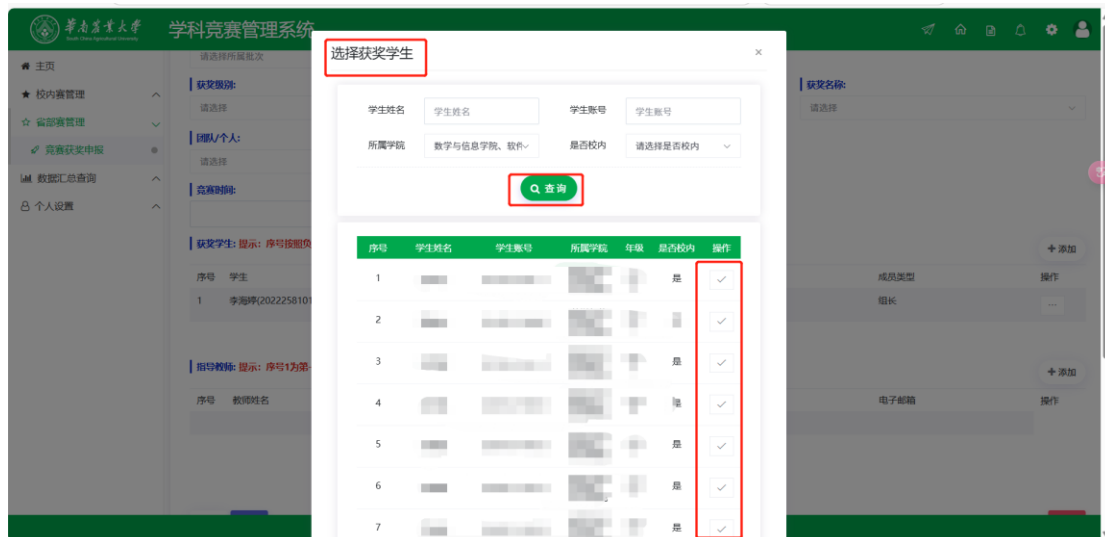 华南农业大学 学科竞赛管理系统
South China Agricultural University
主页
校内赛管理
省部赛管理
竞赛获奖申报
数据汇总查询
个人设置
请选择所属批次
获奖级别:
请选择
团队/个人:
请选择
竞赛时间:
获奖名称:
请选择
获奖学生: 提示：序号按照负
+ 添加
序号 学生 成员类型 操作
1 李海婷(2022258101 组长 ...
指导教师: 提示：序号1为第
+ 添加
序号 教师姓名 电子邮箱 操作
选择获奖学生 ×
学生姓名 学生姓名 学生账号 学生账号
所属学院 数学与信息学院、软件 是否校内 请选择是否校内
查询
序号 学生姓名 学生账号 所属学院 年级 是否校内 操作
1 是
2
3 是
4
5 是
6 是
7 是